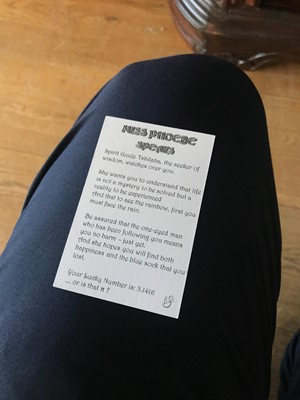 MISS PHOEBE
SPEAKS
Spirit Guide Tshilaba, the seeker of
wisdom, watches over you.
She wants you to understand that life
is not a mystery to be solved but a
reality to be experienced
And that to see the rainbow, first you
must face the rain.
Be assured that the one-eyed man
who has been following you means
you no harm – just yet,
And she hopes you will find both
happiness and the blue sock that you
lost.
Your Lucky Number is: 3.1416
... or is that π ?